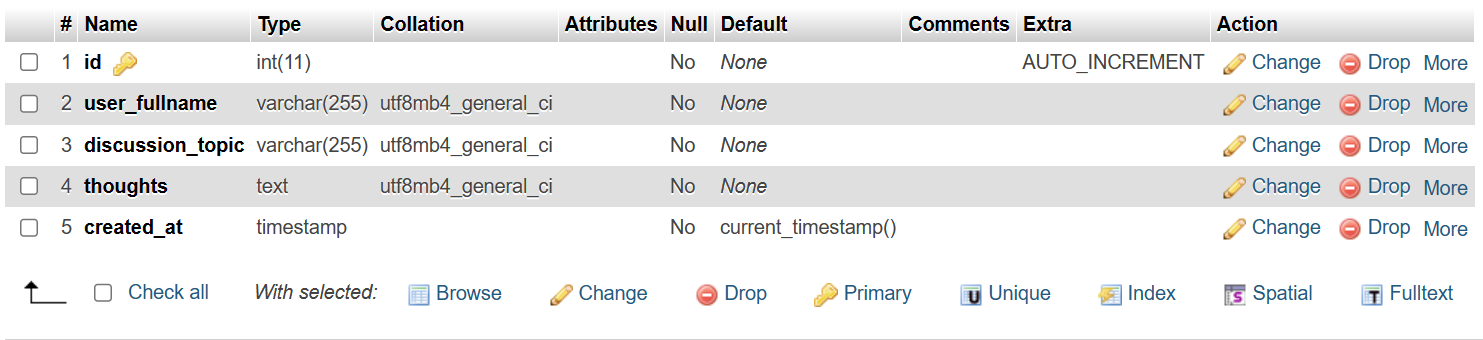 # Name Type Collation Attributes Null Default Comments Extra Action
1 id int(11) No None AUTO_INCREMENT Change Drop More
2 user_fullname varchar(255) utf8mb4_general_ci No None Change Drop More
3 discussion_topic varchar(255) utf8mb4_general_ci No None Change Drop More
4 thoughts text utf8mb4_general_ci No None Change Drop More
5 created_at timestamp No current_timestamp() Change Drop More
Check all With selected: Browse Change Drop Primary Unique Index Spatial Fulltext